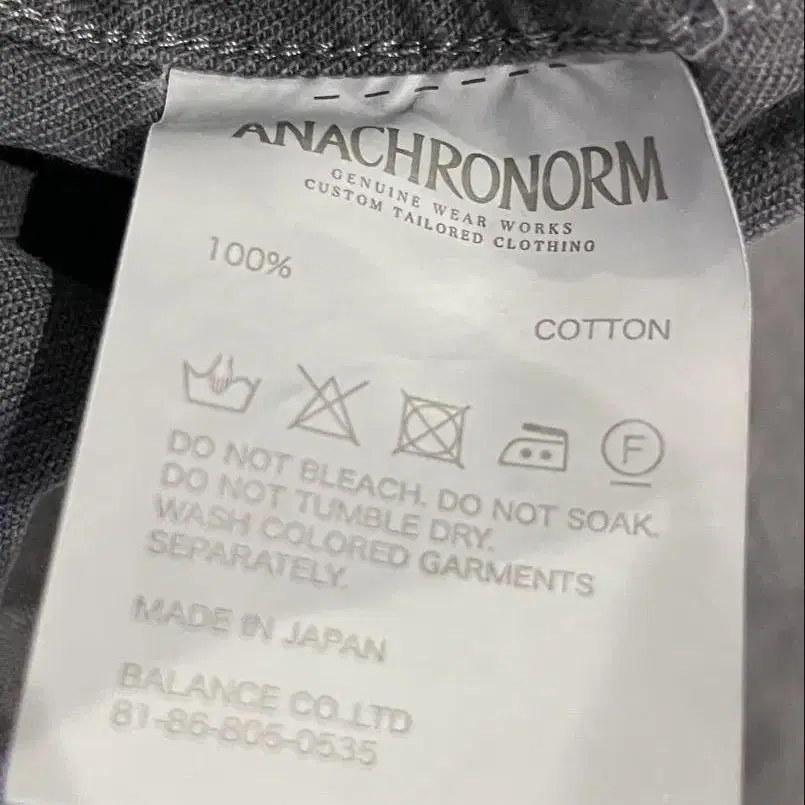 ANACHRONORM
GENUINE WEAR WORKS
CUSTOM TAILORED CLOTHING
100%
COTTON
F
DO NOT BLEACH. DO NOT SOAK.
DO NOT TUMBLE DRY.
WASH COLORED GARMENTS
SEPARATELY.
MADE IN JAPAN
BALANCE CO.,LTD
81-86-805-0535